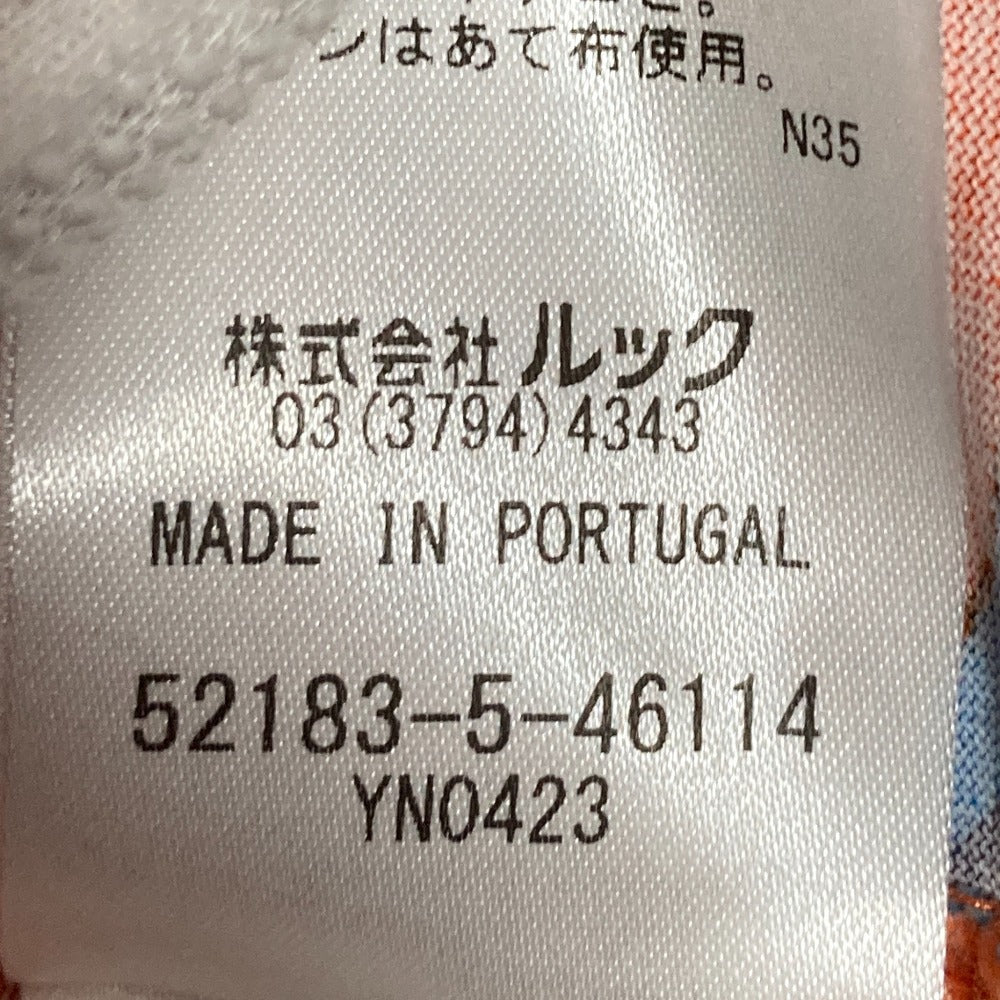 ンはあて布使用。
N35
株式会社ルック
03(3794)4343
MADE IN PORTUGAL
52183-5-46114
YN0423